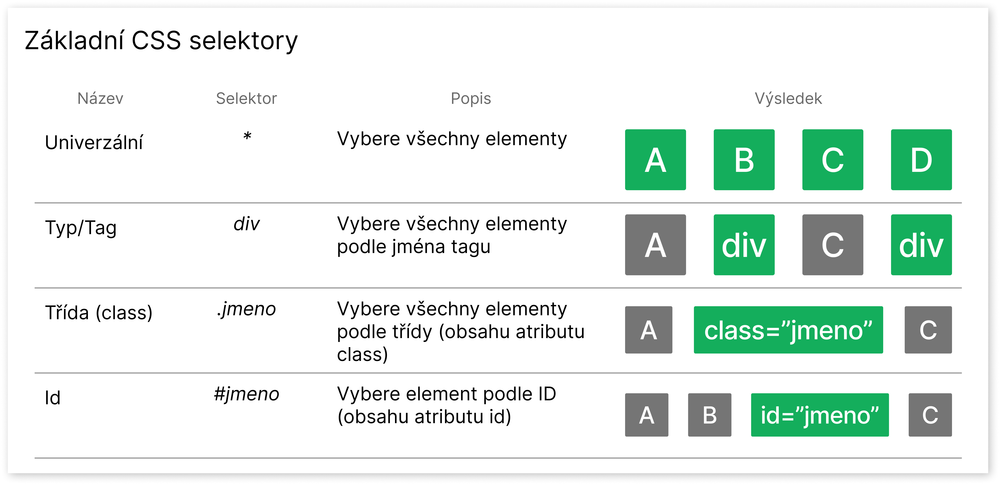 Základní CSS selektory
Název Selektor Popis Výsledek
Univerzální * Vybere všechny elementy A B C D
Typ/Tag div Vybere všechny elementy
podle jména tagu
A div C div
Třída (class) .jmeno Vybere všechny elementy
podle třídy (obsahu atributu
class)
A class=”jmeno” C
Id #jmeno Vybere element podle ID
(obsahu atributu id)
A B id=”jmeno” C